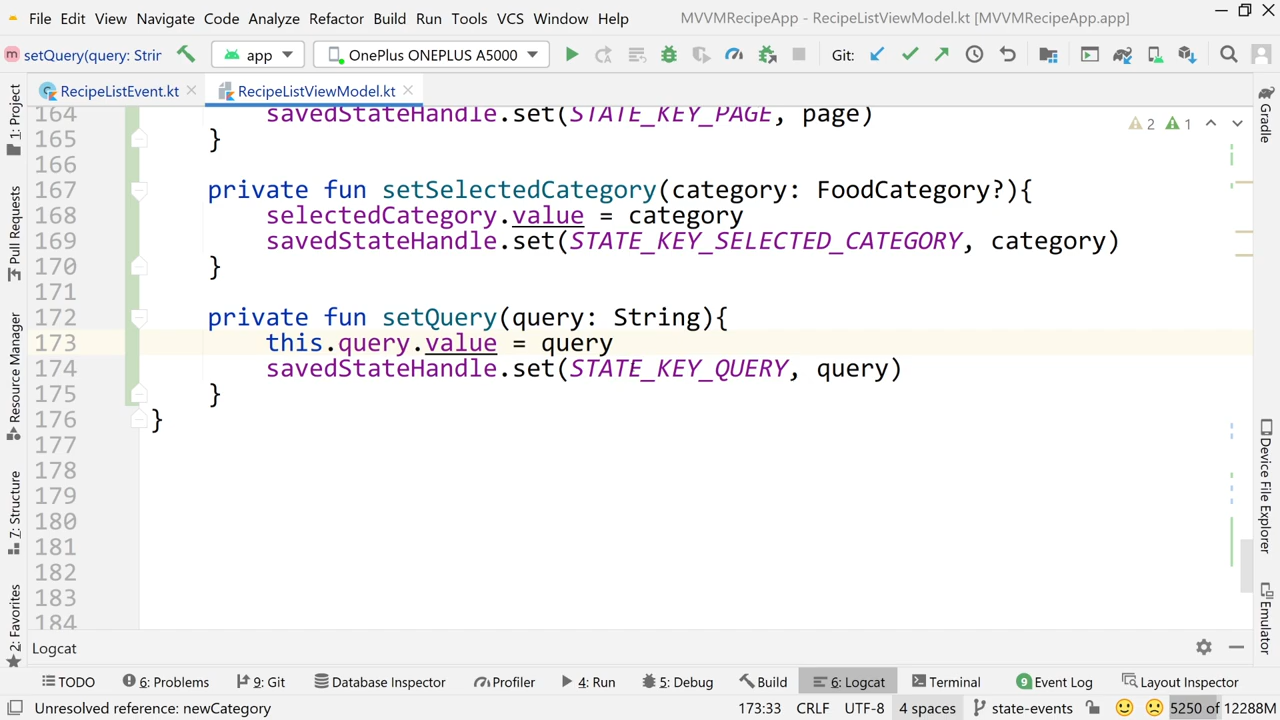 File Edit View Navigate Code Analyze Refactor Build Run Tools VCS Window Help MVVMRecipeApp - RecipeListViewModel.kt [MVVMRecipeApp.app]
setQuery(query: Strir app OnePlus ONEPLUS A5000 Git:
RecipeListEvent.kt RecipeListViewModel.kt
164 savedStateHandle.set(STATE_KEY_PAGE, page) 2 1
165 }
166
167 private fun setSelectedCategory(category: FoodCategory?){
168 selectedCategory.value = category
169 savedStateHandle.set(STATE_KEY_SELECTED_CATEGORY, category)
170 }
171
172 private fun setQuery(query: String){
173 this.query.value = query
174 savedStateHandle.set(STATE_KEY_QUERY, query)
175 }
176 }
177
178
179
180
181
182
183
184
1: Project
Pull Requests
Resource Manager
7: Structure
2: Favorites
Gradle
Device File Explorer
Emulator
Logcat
TODO 6: Problems 9: Git Database Inspector Profiler 4: Run 5: Debug Build 6: Logcat Terminal 9 Event Log Layout Inspector
Unresolved reference: newCategory 173:33 CRLF UTF-8 4 spaces state-events 5250 of 12288M